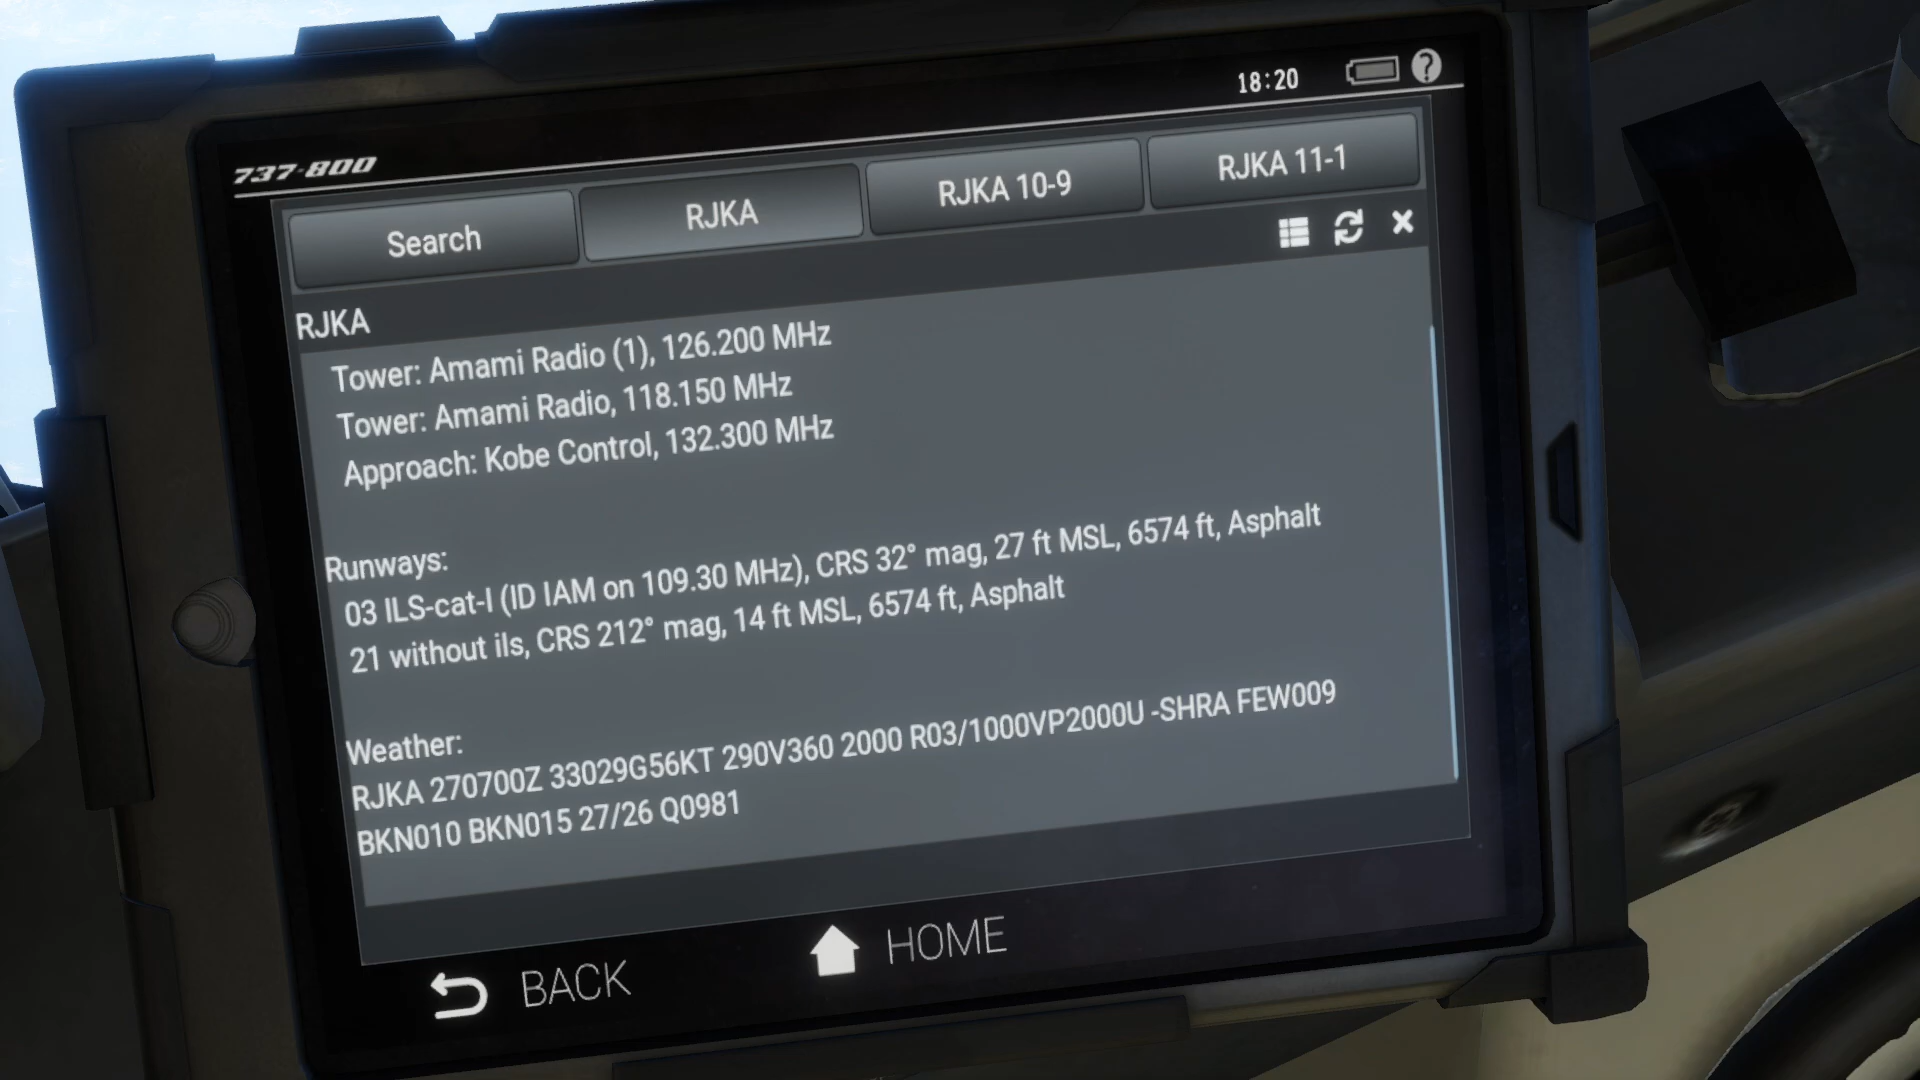 18:20
737-800
Search
RJKA
RJKA 10-9
RJKA 11-1
RJKA
Tower: Amami Radio (1), 126.200 MHz
Tower: Amami Radio, 118.150 MHz
Approach: Kobe Control, 132.300 MHz
Runways:
03 ILS-cat-I (ID IAM on 109.30 MHz), CRS 32° mag, 27 ft MSL, 6574 ft, Asphalt
21 without ils, CRS 212° mag, 14 ft MSL, 6574 ft, Asphalt
Weather:
RJKA 270700Z 33029G56KT 290V360 2000 R03/1000VP2000U -SHRA FEW009
BKN010 BKN015 27/26 Q0981
BACK
HOME